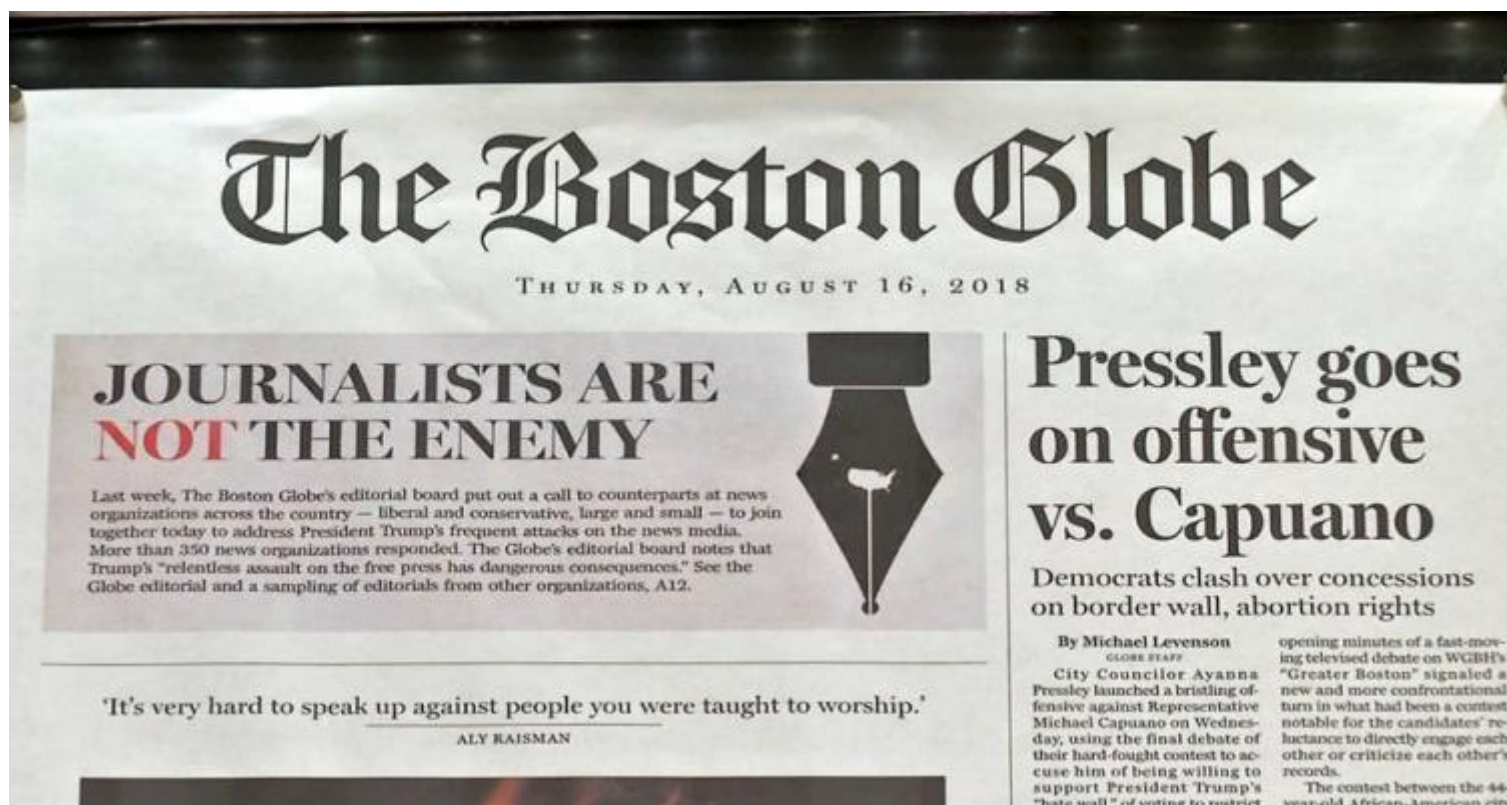 The Boston Globe
THURSDAY, AUGUST 16, 2018
JOURNALISTS ARE
NOT THE ENEMY
Last week, The Boston Globe's editorial board put out a call to counterparts at news
organizations across the country — liberal and conservative, large and small — to join
together today to address President Trump's frequent attacks on the news media.
More than 350 news organizations responded. The Globe's editorial board notes that
Trump's "relentless assault on the free press has dangerous consequences." See the
Globe editorial and a sampling of editorials from other organizations, A12.
'It's very hard to speak up against people you were taught to worship.'
ALY RAISMAN
Pressley goes
on offensive
vs. Capuano
Democrats clash over concessions
on border wall, abortion rights
By Michael Levenson
GLOBE STAFF
City Councilor Ayanna
Pressley launched a bristling of-
fensive against Representative
Michael Capuano on Wednes-
day, using the final debate of
their hard-fought contest to ac-
cuse him of being willing to
support President Trump's
"hate wall," of voting to restrict
opening minutes of a fast-mov-
ing televised debate on WGBH's
"Greater Boston" signaled a
new and more confrontational
turn in what had been a contest
notable for the candidates' re-
luctance to directly engage each
other or criticize each other's
records.
The contest between the 44-